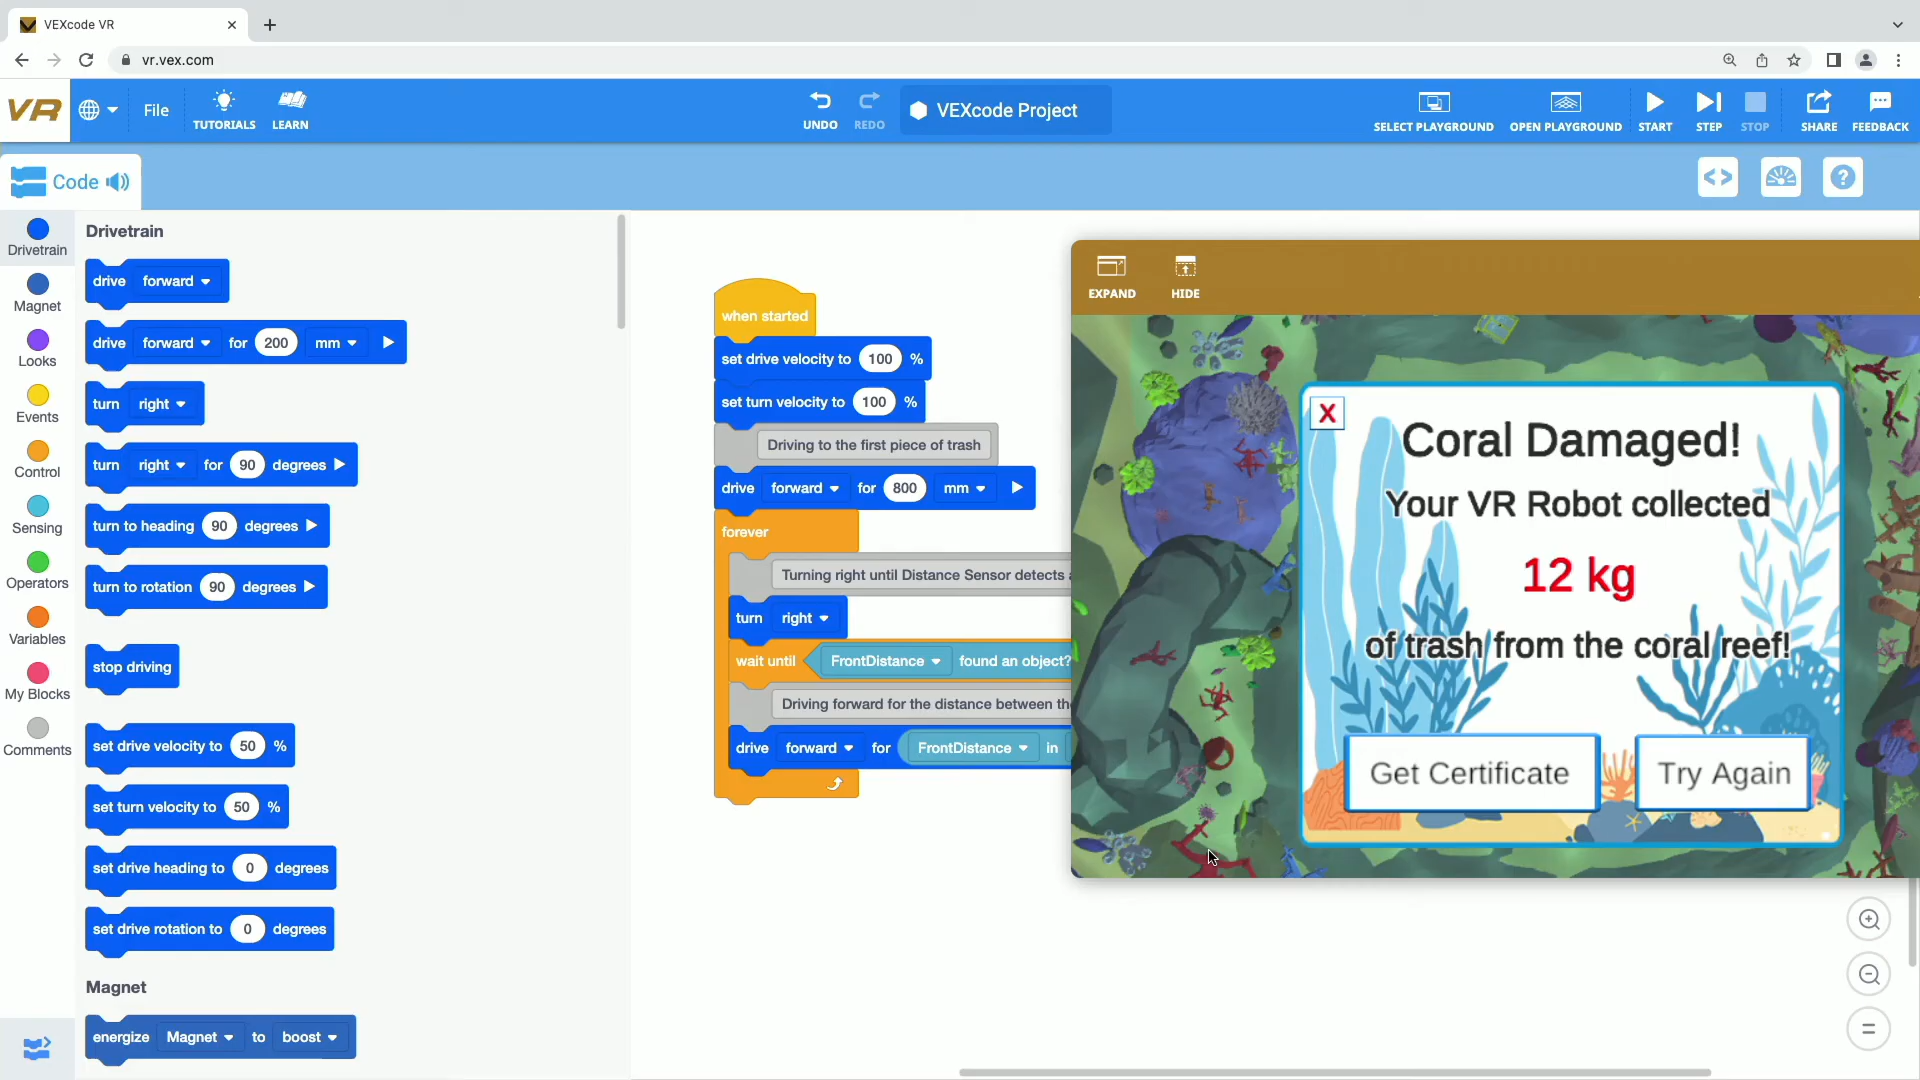 VEXcode VR
vr.vex.com
VR
File
TUTORIALS
LEARN
UNDO
REDO
VEXcode Project
SELECT PLAYGROUND
OPEN PLAYGROUND
START
STEP
STOP
SHARE
FEEDBACK
Code
Drivetrain
Magnet
Looks
Events
Control
Sensing
Operators
Variables
My Blocks
Comments
Drivetrain
drive forward
drive forward for 200 mm
turn right
turn right for 90 degrees
turn to heading 90 degrees
turn to rotation 90 degrees
stop driving
set drive velocity to 50 %
set turn velocity to 50 %
set drive heading to 0 degrees
set drive rotation to 0 degrees
Magnet
energize Magnet to boost
when started
set drive velocity to 100 %
set turn velocity to 100 %
Driving to the first piece of trash
drive forward for 800 mm
forever
Turning right until Distance Sensor detects
turn right
wait until FrontDistance found an object?
Driving forward for the distance between
drive forward for FrontDistance in
EXPAND
HIDE
X
Coral Damaged!
Your VR Robot collected
12 kg
of trash from the coral reef!
Get Certificate
Try Again